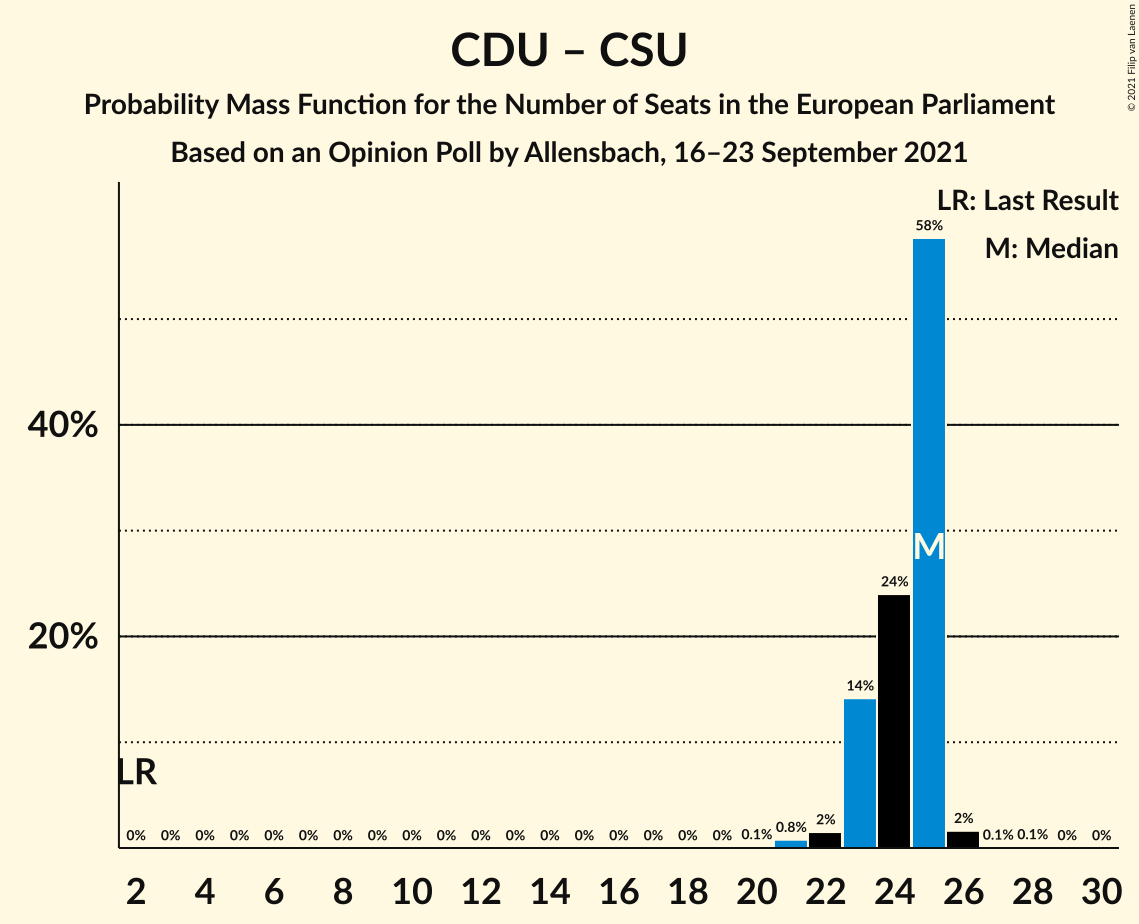 CDU – CSU
Probability Mass Function for the Number of Seats in the European Parliament
Based on an Opinion Poll by Allensbach, 16–23 September 2021
© 2021 Filip van Laenen
LR: Last Result
M: Median
40%
20%
LR
M
0% 0% 0% 0% 0% 0% 0% 0% 0% 0% 0% 0% 0% 0% 0% 0% 0% 0% 0.1% 0.8% 2% 14% 24% 58% 2% 0.1% 0.1% 0% 0%
2 4 6 8 10 12 14 16 18 20 22 24 26 28 30